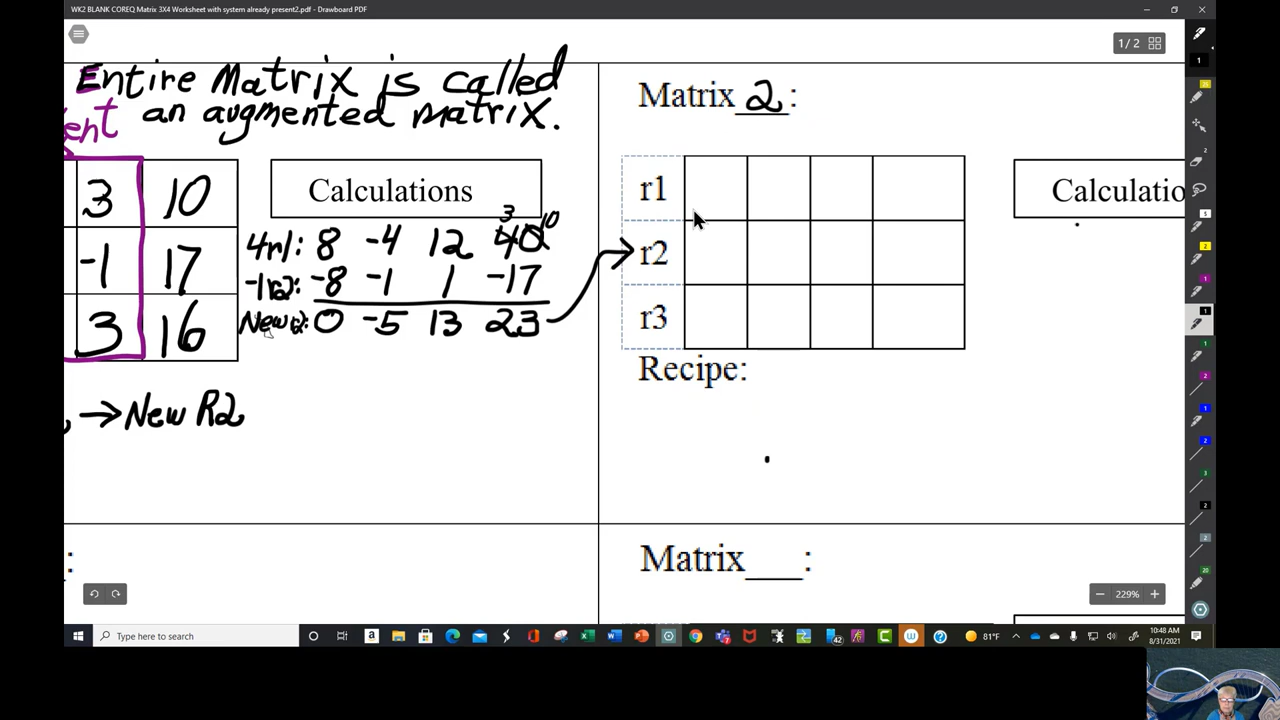 WK2 BLANK COREQ Matrix 3X4 Worksheet with system already present2.pdf - Drawboard PDF
1 / 2
Entire Matrix is called
an augmented matrix.
ent
3 10
-1 17
3 16
→ New R2
Calculations
3 10
4r1: 8 -4 12 40
-1r2: -8 -1 1 -17
New r2: 0 -5 13 23
Matrix 2:
r1
r2
r3
Recipe:
Calculatio
:
Matrix___:
229%
Type here to search
81°F
10:48 AM
8/31/2021